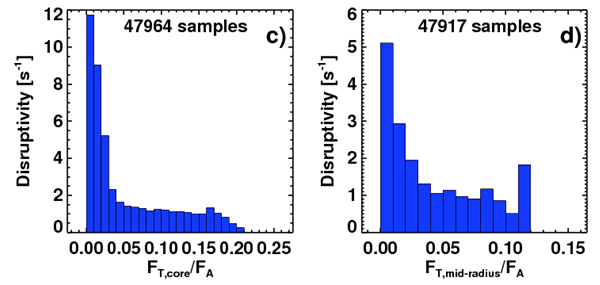 47964 samples
c)
12
10
8
6
4
2
0
Disruptivity [s⁻¹]
0.00 0.05 0.10 0.15 0.20 0.25
F_T,core/F_A
47917 samples
d)
6
5
4
3
2
1
0
Disruptivity [s⁻¹]
0.00 0.05 0.10 0.15
F_T,mid-radius/F_A